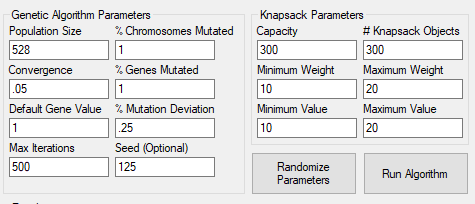 Genetic Algorithm Parameters
Population Size % Chromosomes Mutated
528 1
Convergence % Genes Mutated
.05 1
Default Gene Value % Mutation Deviation
1 .25
Max Iterations Seed (Optional)
500 125
Knapsack Parameters
Capacity # Knapsack Objects
300 300
Minimum Weight Maximum Weight
10 20
Minimum Value Maximum Value
10 20
Randomize
Parameters
Run Algorithm